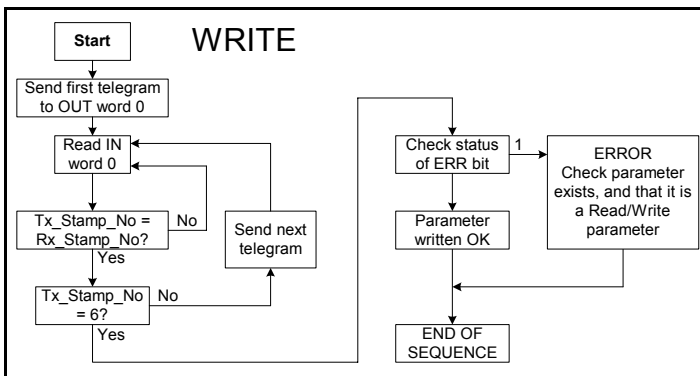 WRITE
Start
Send first telegram
to OUT word 0
Read IN
word 0
Tx_Stamp_No =
Rx_Stamp_No?
No
Yes
Send next
telegram
Tx_Stamp_No
= 6?
No
Yes
Check status
of ERR bit
1
ERROR
Check parameter
exists, and that it is
a Read/Write
parameter
Parameter
written OK
END OF
SEQUENCE